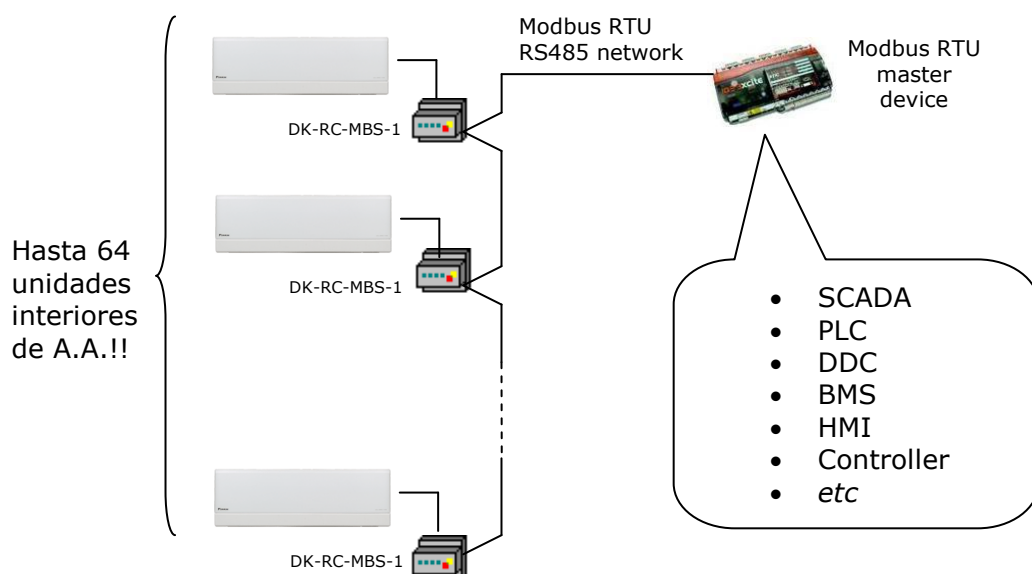 Modbus RTU
RS485 network
Modbus RTU
master
device
DK-RC-MBS-1
DK-RC-MBS-1
Hasta 64
unidades
interiores
de A.A.!!
• SCADA
• PLC
• DDC
• BMS
• HMI
• Controller
• etc
DK-RC-MBS-1